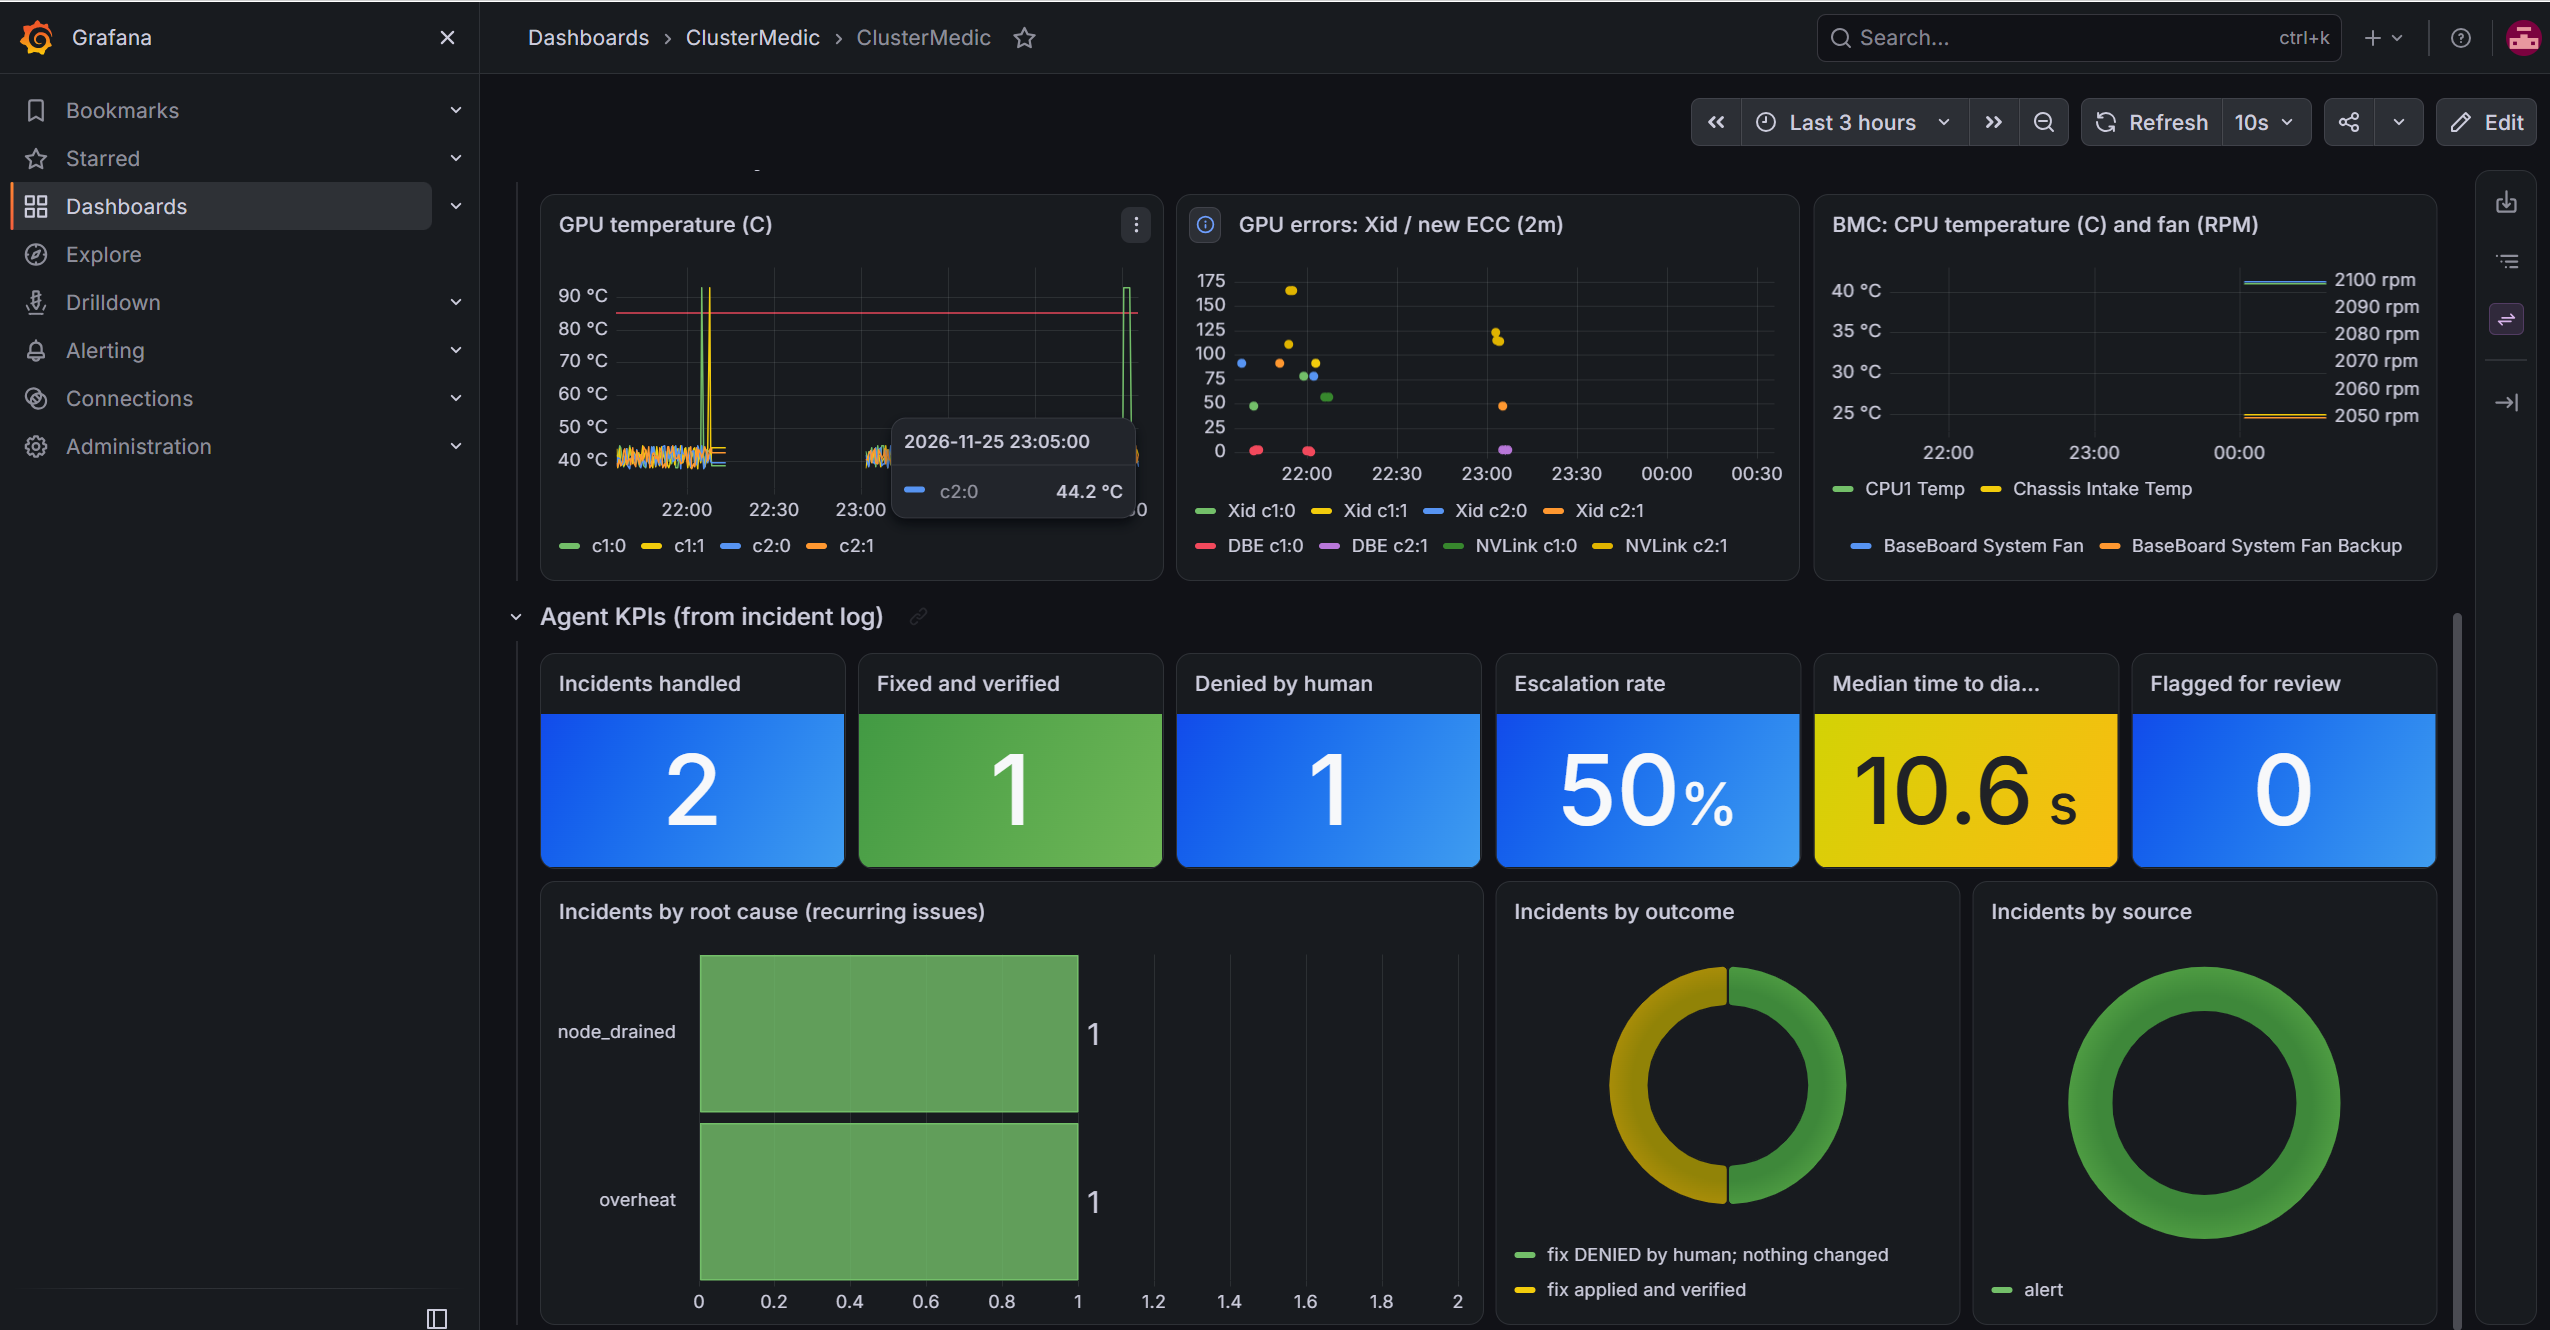 Grafana
Dashboards › ClusterMedic › ClusterMedic
Search...
ctrl+k
Bookmarks
Starred
Dashboards
Explore
Drilldown
Alerting
Connections
Administration
Last 3 hours
Refresh
10s
Edit
GPU temperature (C)
90 °C
80 °C
70 °C
60 °C
50 °C
40 °C
22:00
22:30
23:00
2026-11-25 23:05:00
c2:0
44.2 °C
c1:0
c1:1
c2:0
c2:1
GPU errors: Xid / new ECC (2m)
175
150
125
100
75
50
25
0
22:00
22:30
23:00
23:30
00:00
00:30
Xid c1:0
Xid c1:1
Xid c2:0
Xid c2:1
DBE c1:0
DBE c2:1
NVLink c1:0
NVLink c2:1
BMC: CPU temperature (C) and fan (RPM)
40 °C
35 °C
30 °C
25 °C
2100 rpm
2090 rpm
2080 rpm
2070 rpm
2060 rpm
2050 rpm
22:00
23:00
00:00
CPU1 Temp
Chassis Intake Temp
BaseBoard System Fan
BaseBoard System Fan Backup
Agent KPIs (from incident log)
Incidents handled
2
Fixed and verified
1
Denied by human
1
Escalation rate
50%
Median time to dia...
10.6 s
Flagged for review
0
Incidents by root cause (recurring issues)
node_drained
1
overheat
1
0
0.2
0.4
0.6
0.8
1
1.2
1.4
1.6
1.8
2
Incidents by outcome
fix DENIED by human; nothing changed
fix applied and verified
Incidents by source
alert